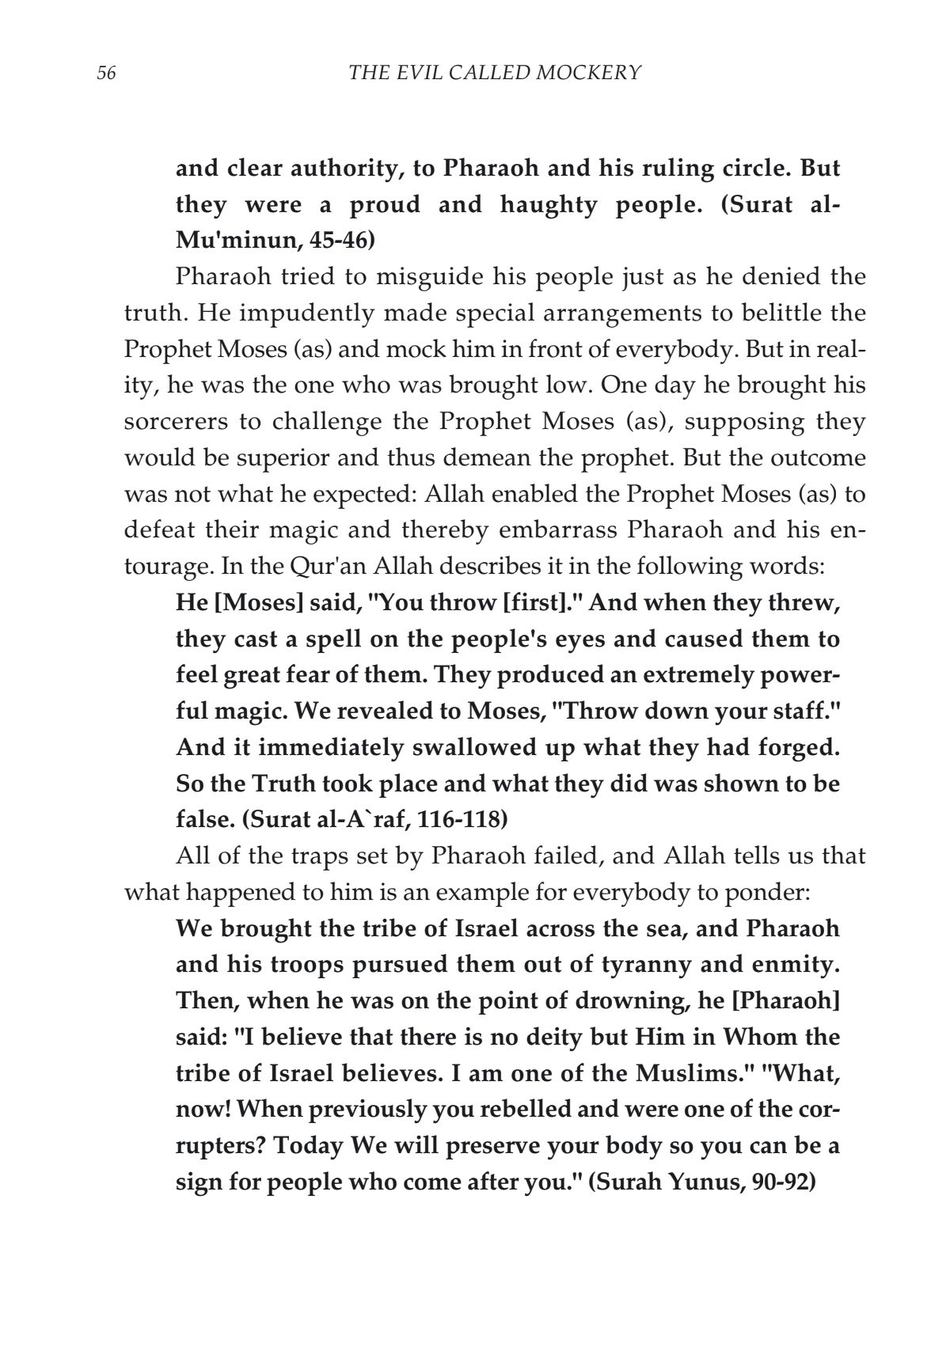 56
THE EVIL CALLED MOCKERY
and clear authority, to Pharaoh and his ruling circle. But
they were a proud and haughty people. (Surat al-
Mu'minun, 45-46)
Pharaoh tried to misguide his people just as he denied the
truth. He impudently made special arrangements to belittle the
Prophet Moses (as) and mock him in front of everybody. But in real-
ity, he was the one who was brought low. One day he brought his
sorcerers to challenge the Prophet Moses (as), supposing they
would be superior and thus demean the prophet. But the outcome
was not what he expected: Allah enabled the Prophet Moses (as) to
defeat their magic and thereby embarrass Pharaoh and his en-
tourage. In the Qur'an Allah describes it in the following words:
He [Moses] said, "You throw [first]." And when they threw,
they cast a spell on the people's eyes and caused them to
feel great fear of them. They produced an extremely power-
ful magic. We revealed to Moses, "Throw down your staff."
And it immediately swallowed up what they had forged.
So the Truth took place and what they did was shown to be
false. (Surat al-A`raf, 116-118)
All of the traps set by Pharaoh failed, and Allah tells us that
what happened to him is an example for everybody to ponder:
We brought the tribe of Israel across the sea, and Pharaoh
and his troops pursued them out of tyranny and enmity.
Then, when he was on the point of drowning, he [Pharaoh]
said: "I believe that there is no deity but Him in Whom the
tribe of Israel believes. I am one of the Muslims." "What,
now! When previously you rebelled and were one of the cor-
rupters? Today We will preserve your body so you can be a
sign for people who come after you." (Surah Yunus, 90-92)